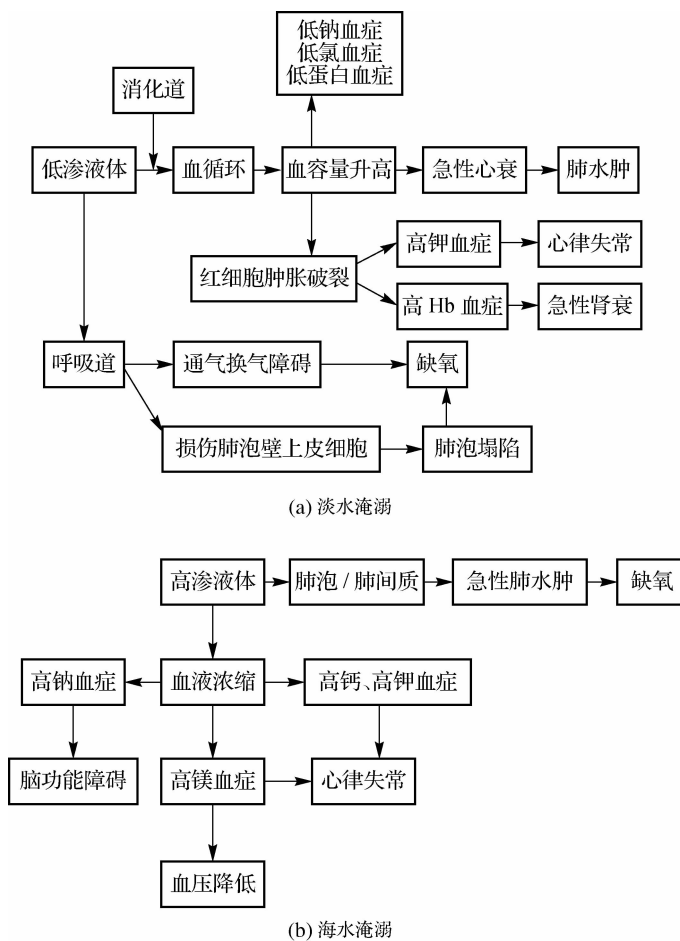 低钠血症
低氯血症
低蛋白血症
消化道
低渗液体
血循环
血容量升高
急性心衰
肺水肿
红细胞肿胀破裂
高钾血症
心律失常
高 Hb 血症
急性肾衰
呼吸道
通气换气障碍
缺氧
损伤肺泡壁上皮细胞
肺泡塌陷
(a) 淡水淹溺
高渗液体
肺泡 / 肺间质
急性肺水肿
缺氧
高钠血症
血液浓缩
高钙、高钾血症
脑功能障碍
高镁血症
心律失常
血压降低
(b) 海水淹溺